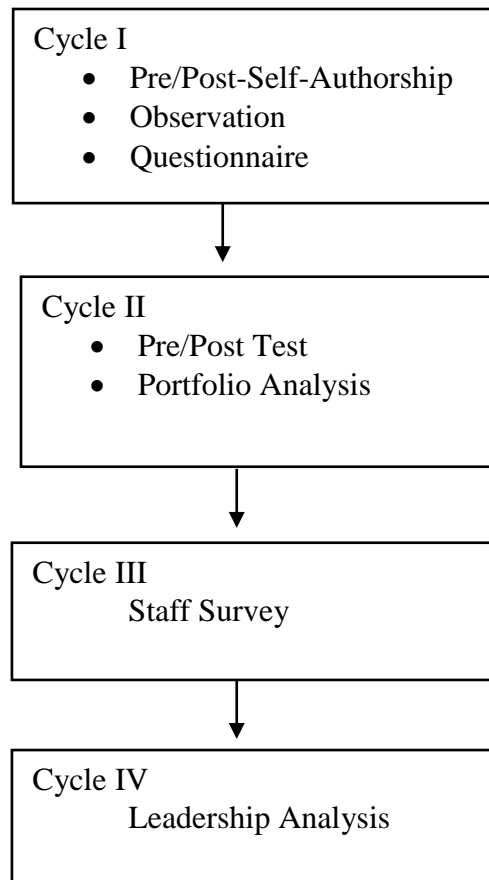 Cycle I
• Pre/Post-Self-Authorship
• Observation
• Questionnaire
Cycle II
• Pre/Post Test
• Portfolio Analysis
Cycle III
Staff Survey
Cycle IV
Leadership Analysis